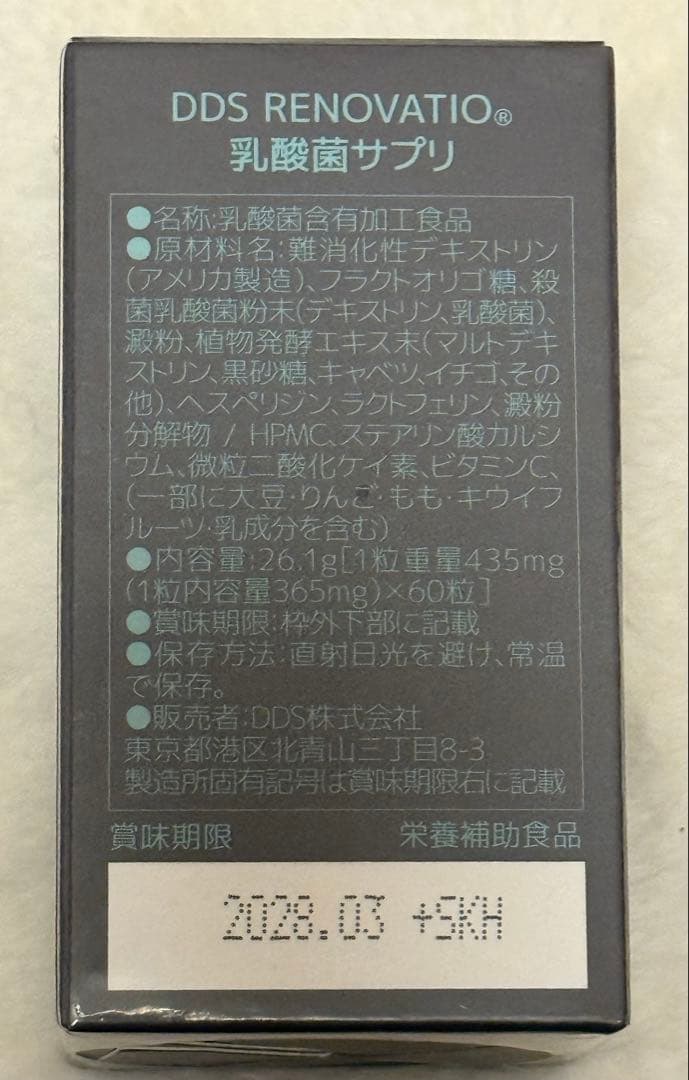 DDS RENOVATIO®
乳酸菌サプリ
●名称:乳酸菌含有加工食品
●原材料名:難消化性デキストリン
(アメリカ製造)、フラクトオリゴ糖、殺
菌乳酸菌粉末(デキストリン、乳酸菌)、
澱粉、植物発酵エキス末(マルトデキ
ストリン、黒砂糖、キャベツ、イチゴ、その
他)、ヘスペリジン、ラクトフェリン、澱粉
分解物 / HPMC、ステアリン酸カルシ
ウム、微粒二酸化ケイ素、ビタミンC、
(一部に大豆・りんご・もも・キウイフ
ルーツ・乳成分を含む)
●内容量:26.1g[1粒重量435mg
(1粒内容量365mg)×60粒]
●賞味期限:枠外下部に記載
●保存方法:直射日光を避け、常温
で保存。
●販売者:DDS株式会社
東京都港区北青山三丁目8-3
製造所固有記号は賞味期限右に記載
賞味期限 栄養補助食品
2028.03 +SKH